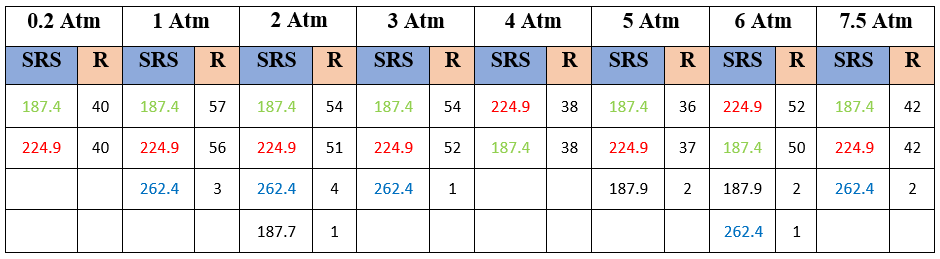 0.2 Atm 1 Atm 2 Atm 3 Atm 4 Atm 5 Atm 6 Atm 7.5 Atm
SRS R SRS R SRS R SRS R SRS R SRS R SRS R SRS R
187.4 40 187.4 57 187.4 54 187.4 54 224.9 38 187.4 36 224.9 52 187.4 42
224.9 40 224.9 56 224.9 51 224.9 52 187.4 38 224.9 37 187.4 50 224.9 42
262.4 3 262.4 4 262.4 1 187.9 2 187.9 2 262.4 2
187.7 1 262.4 1